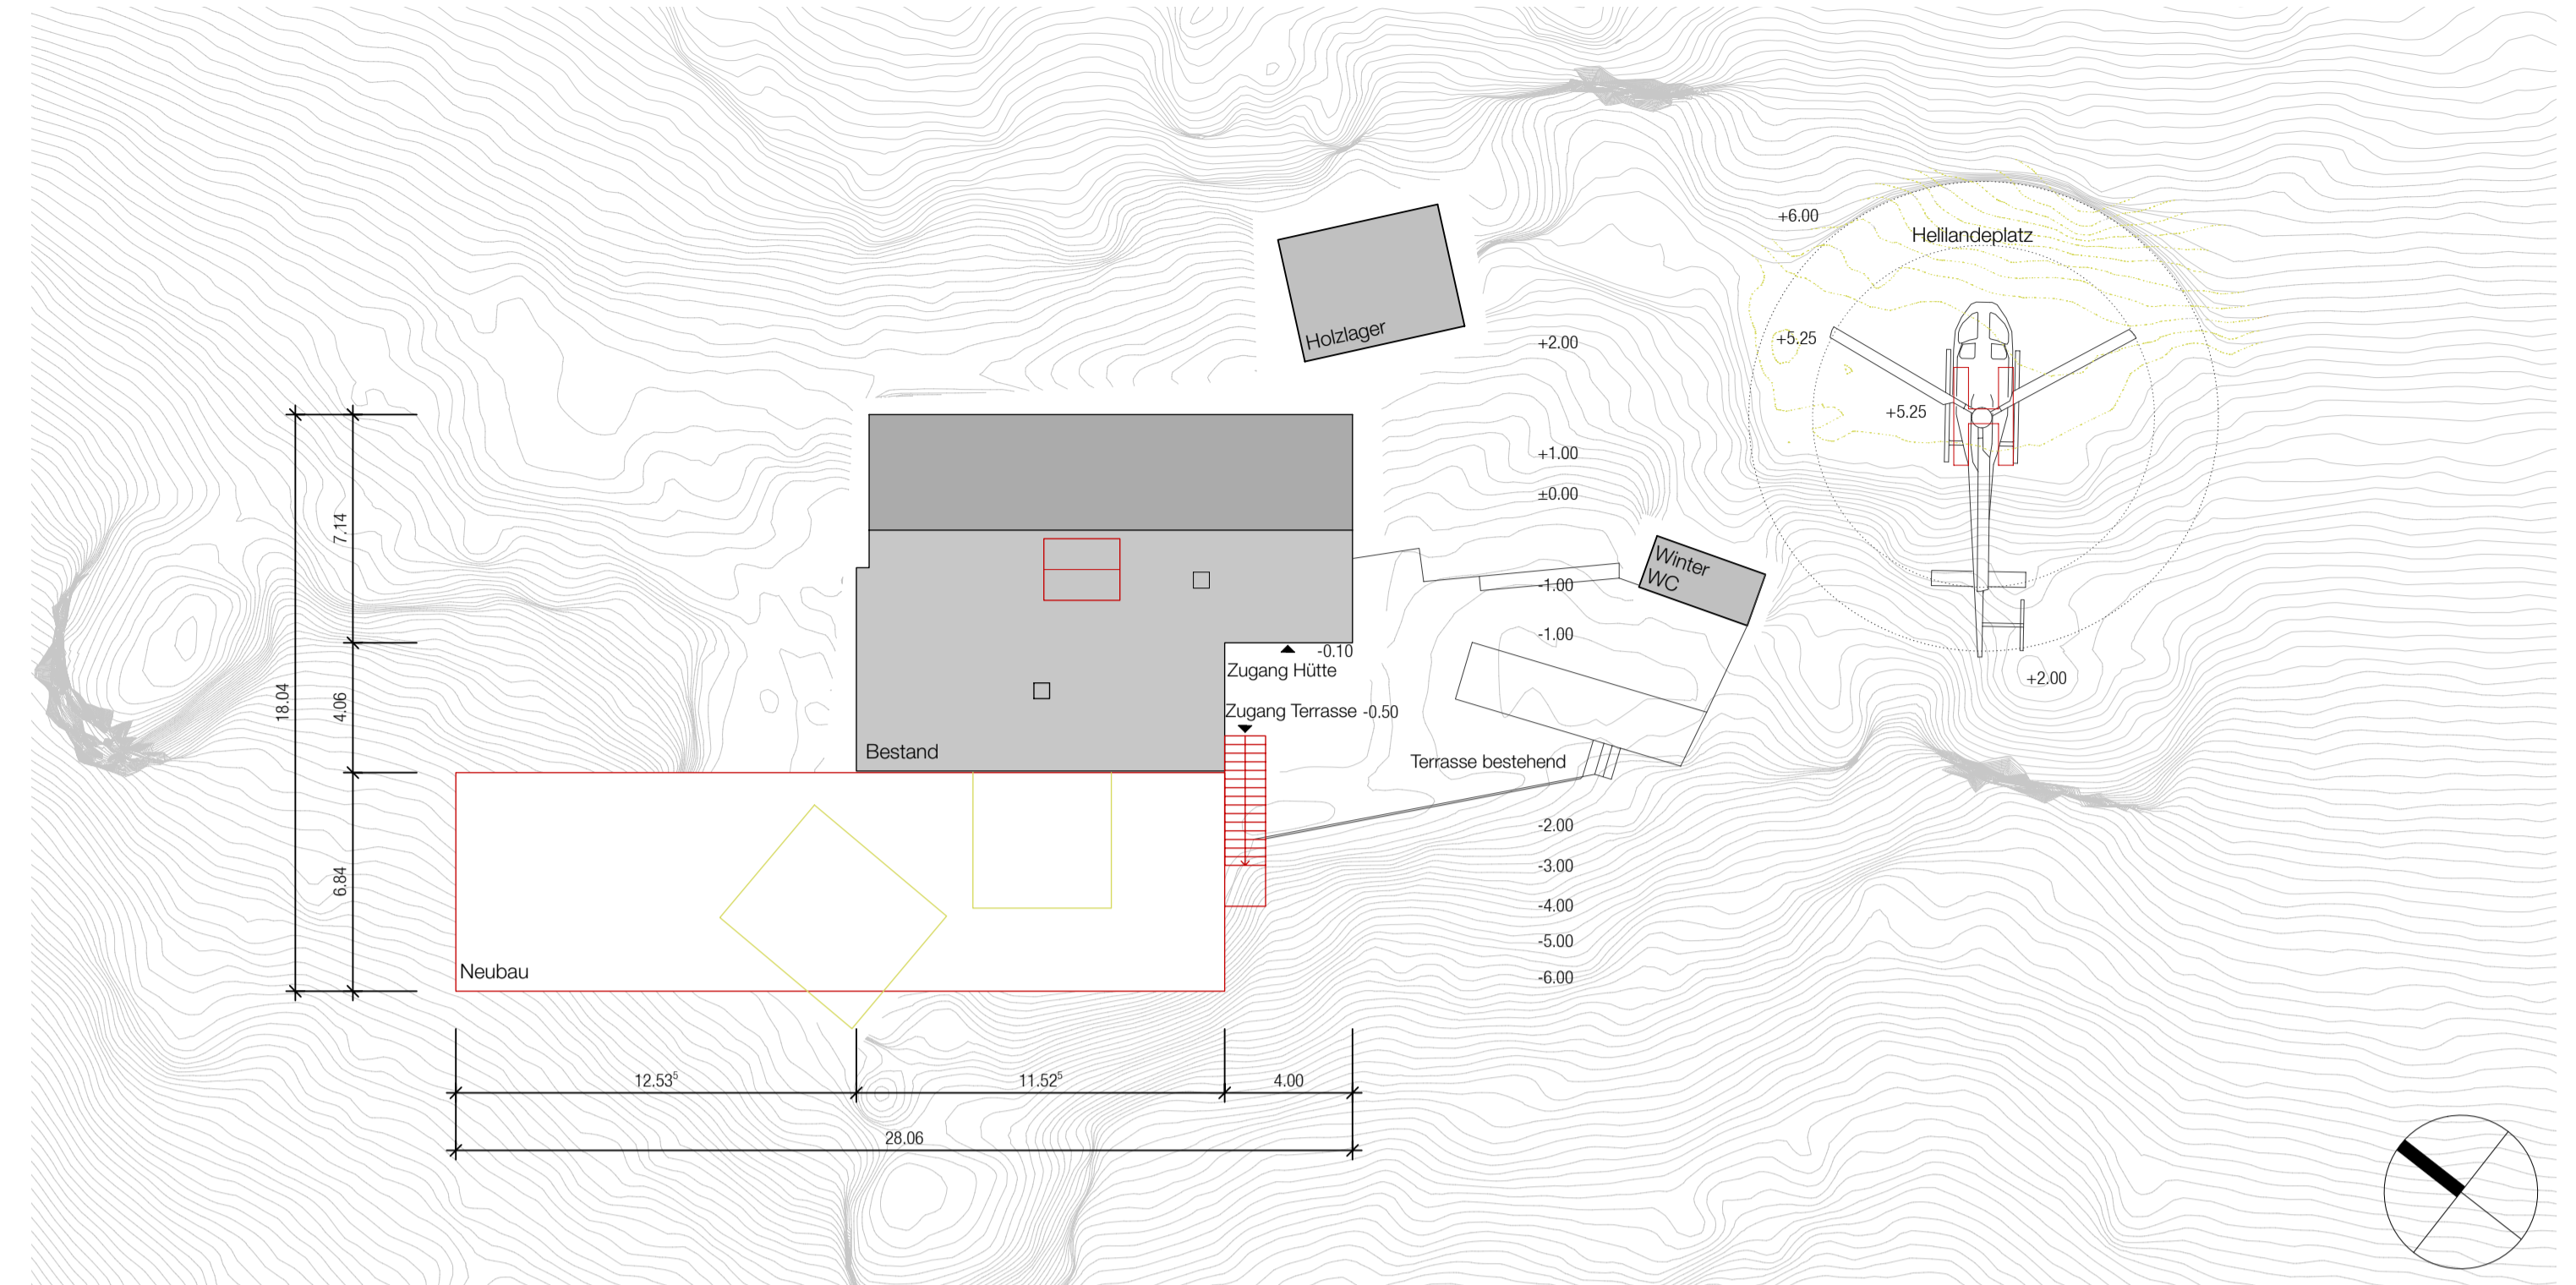 +6.00
Helilandeplatz
+5.25
+5.25
+2.00
Holzlager
+2.00
+1.00
±0.00
-1.00
-1.00
Winter
WC
-0.10
Zugang Hütte
Zugang Terrasse -0.50
Terrasse bestehend
Bestand
Neubau
-2.00
-3.00
-4.00
-5.00
-6.00
7.14
18.04
4.06
6.84
12.53⁵
11.52⁵
4.00
28.06